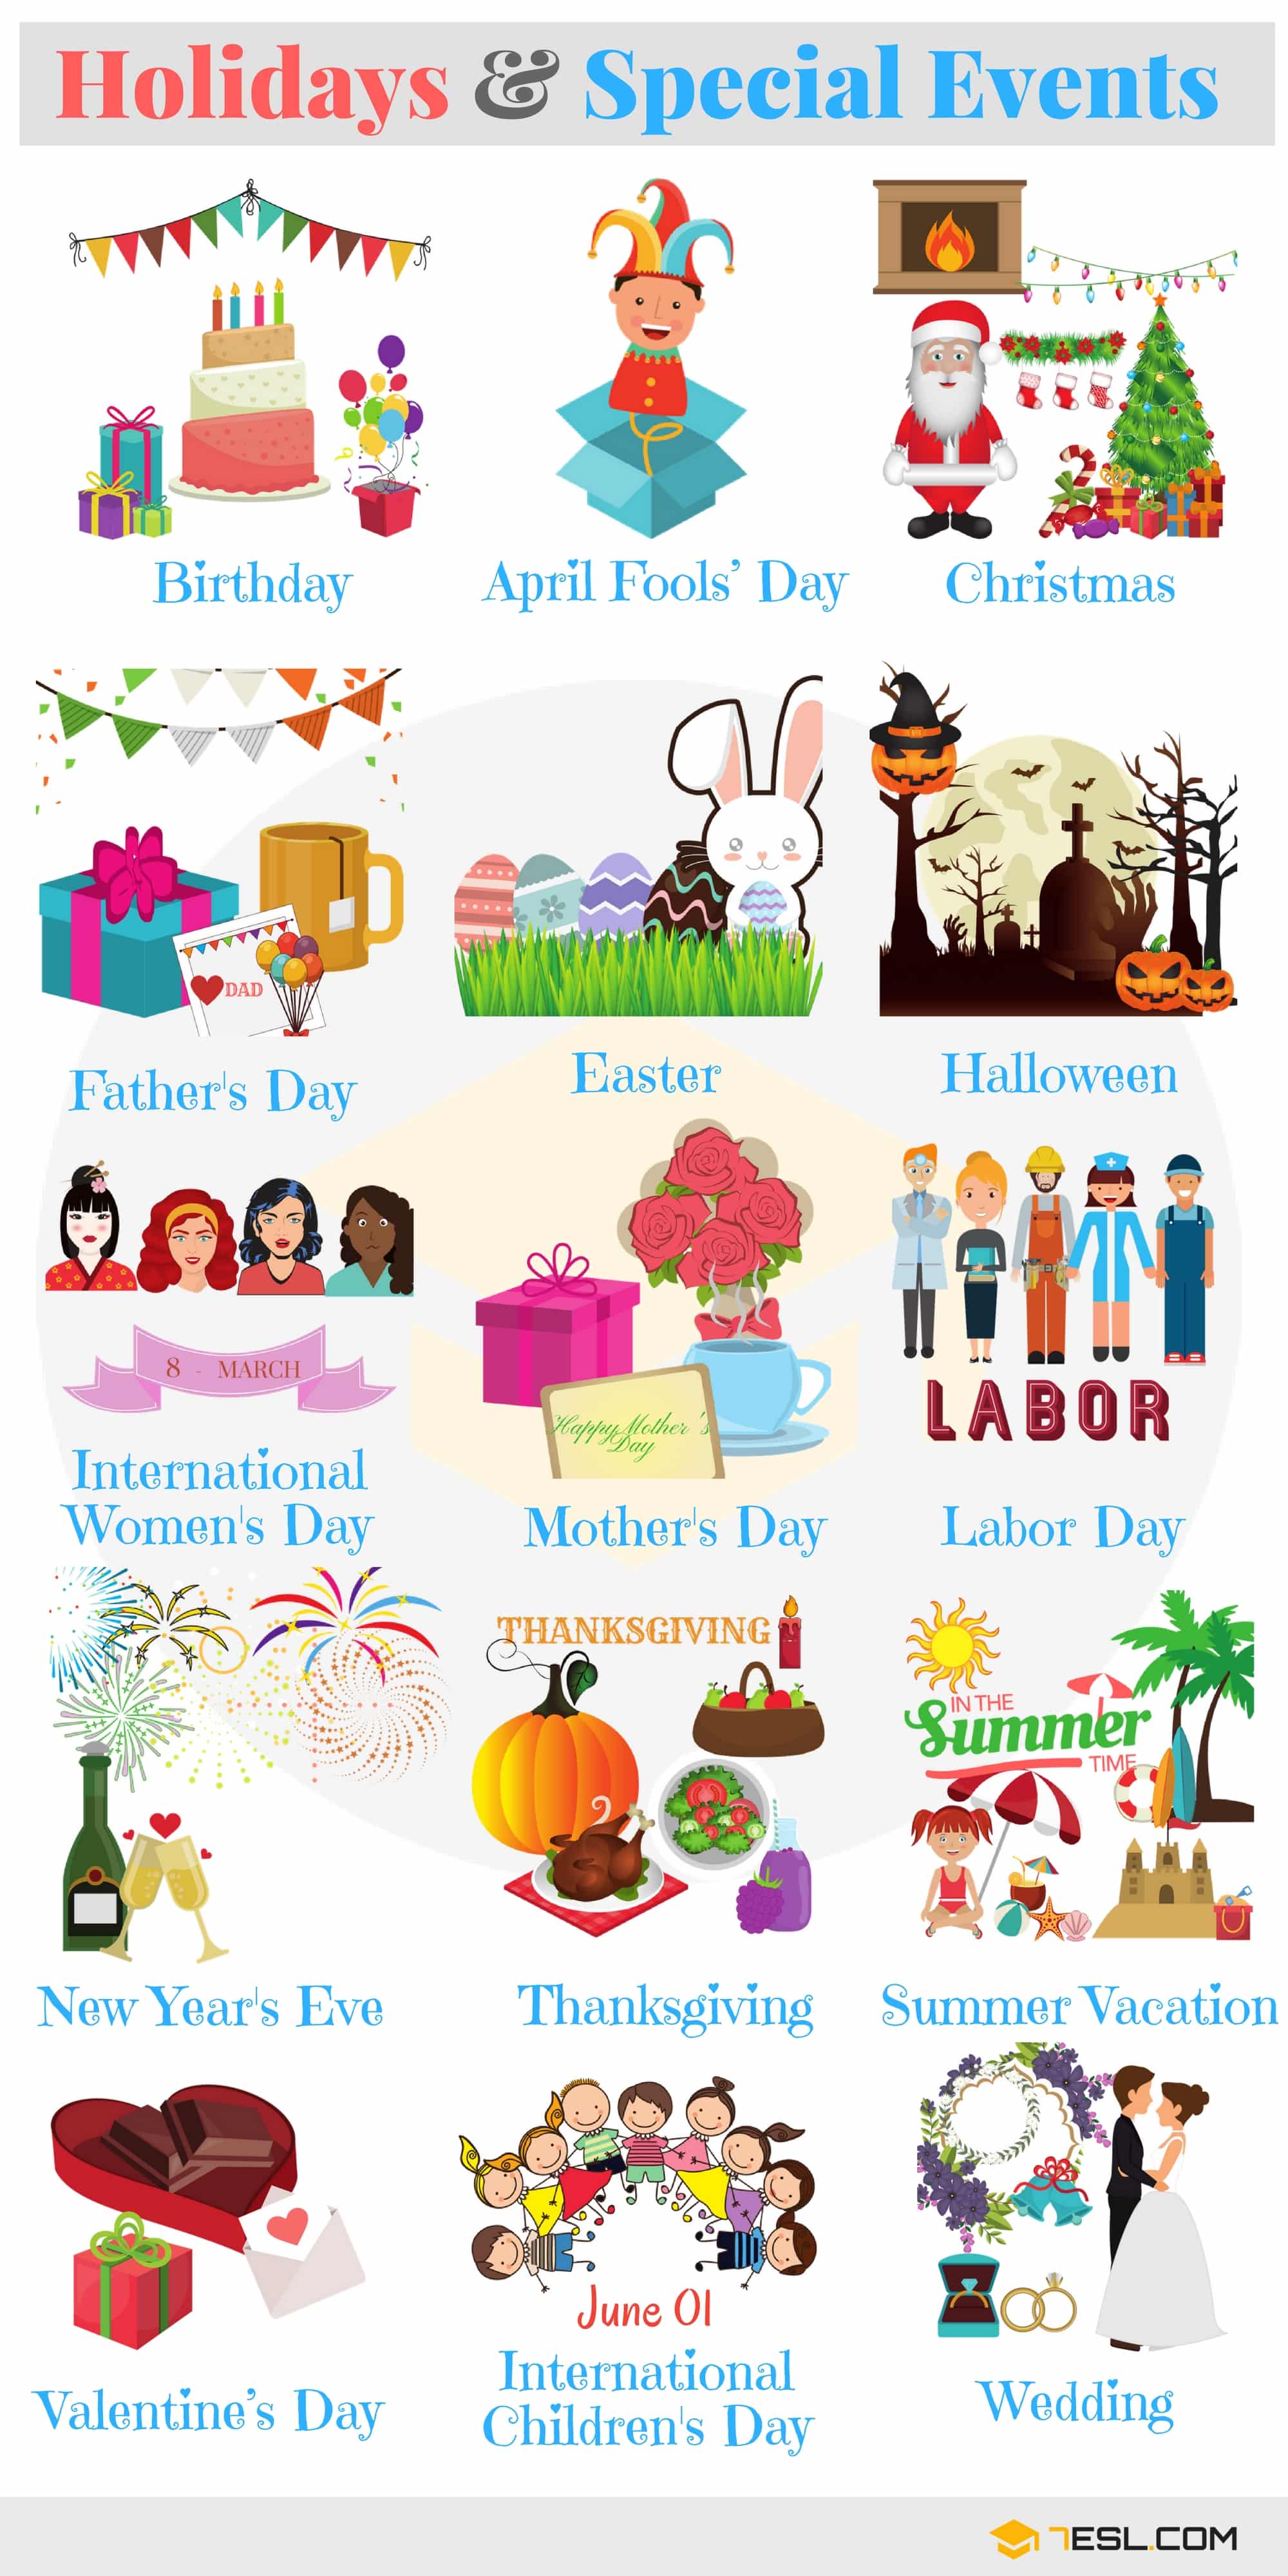 Holidays & Special Events
Birthday
April Fools’ Day
Christmas
DAD
Father's Day
Easter
Halloween
8 - MARCH
International
Women's Day
Happy Mother's
Day
Mother's Day
LABOR
Labor Day
New Year's Eve
THANKSGIVING
Thanksgiving
IN THE
Summer
TIME
Summer Vacation
Valentine’s Day
June 01
International
Children's Day
Wedding
7ESL.COM